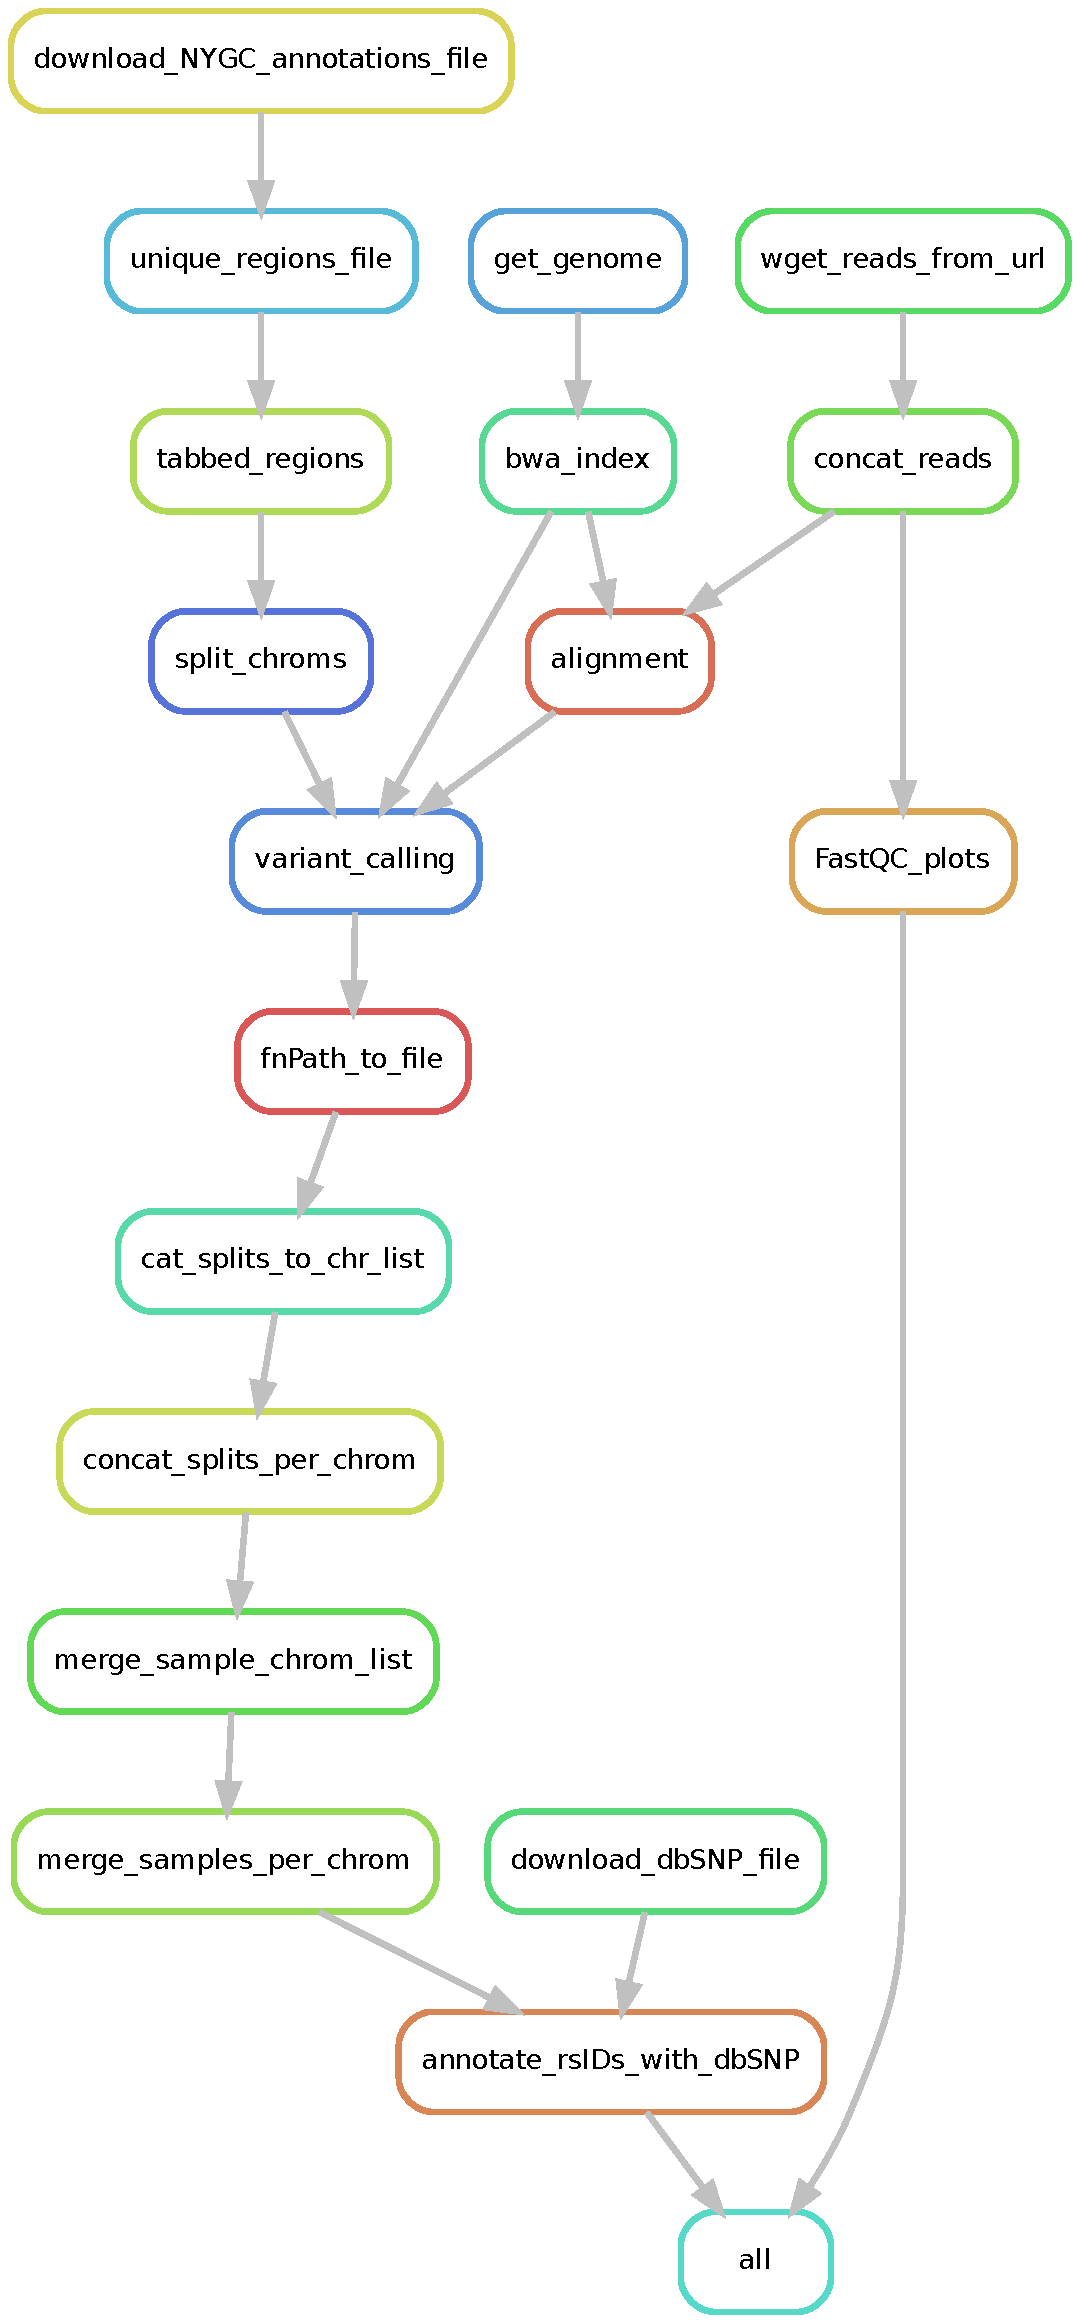 download_NYGC_annotations_file
unique_regions_file
get_genome
wget_reads_from_url
tabbed_regions
bwa_index
concat_reads
split_chroms
alignment
variant_calling
FastQC_plots
fnPath_to_file
cat_splits_to_chr_list
concat_splits_per_chrom
merge_sample_chrom_list
merge_samples_per_chrom
download_dbSNP_file
annotate_rsIDs_with_dbSNP
all